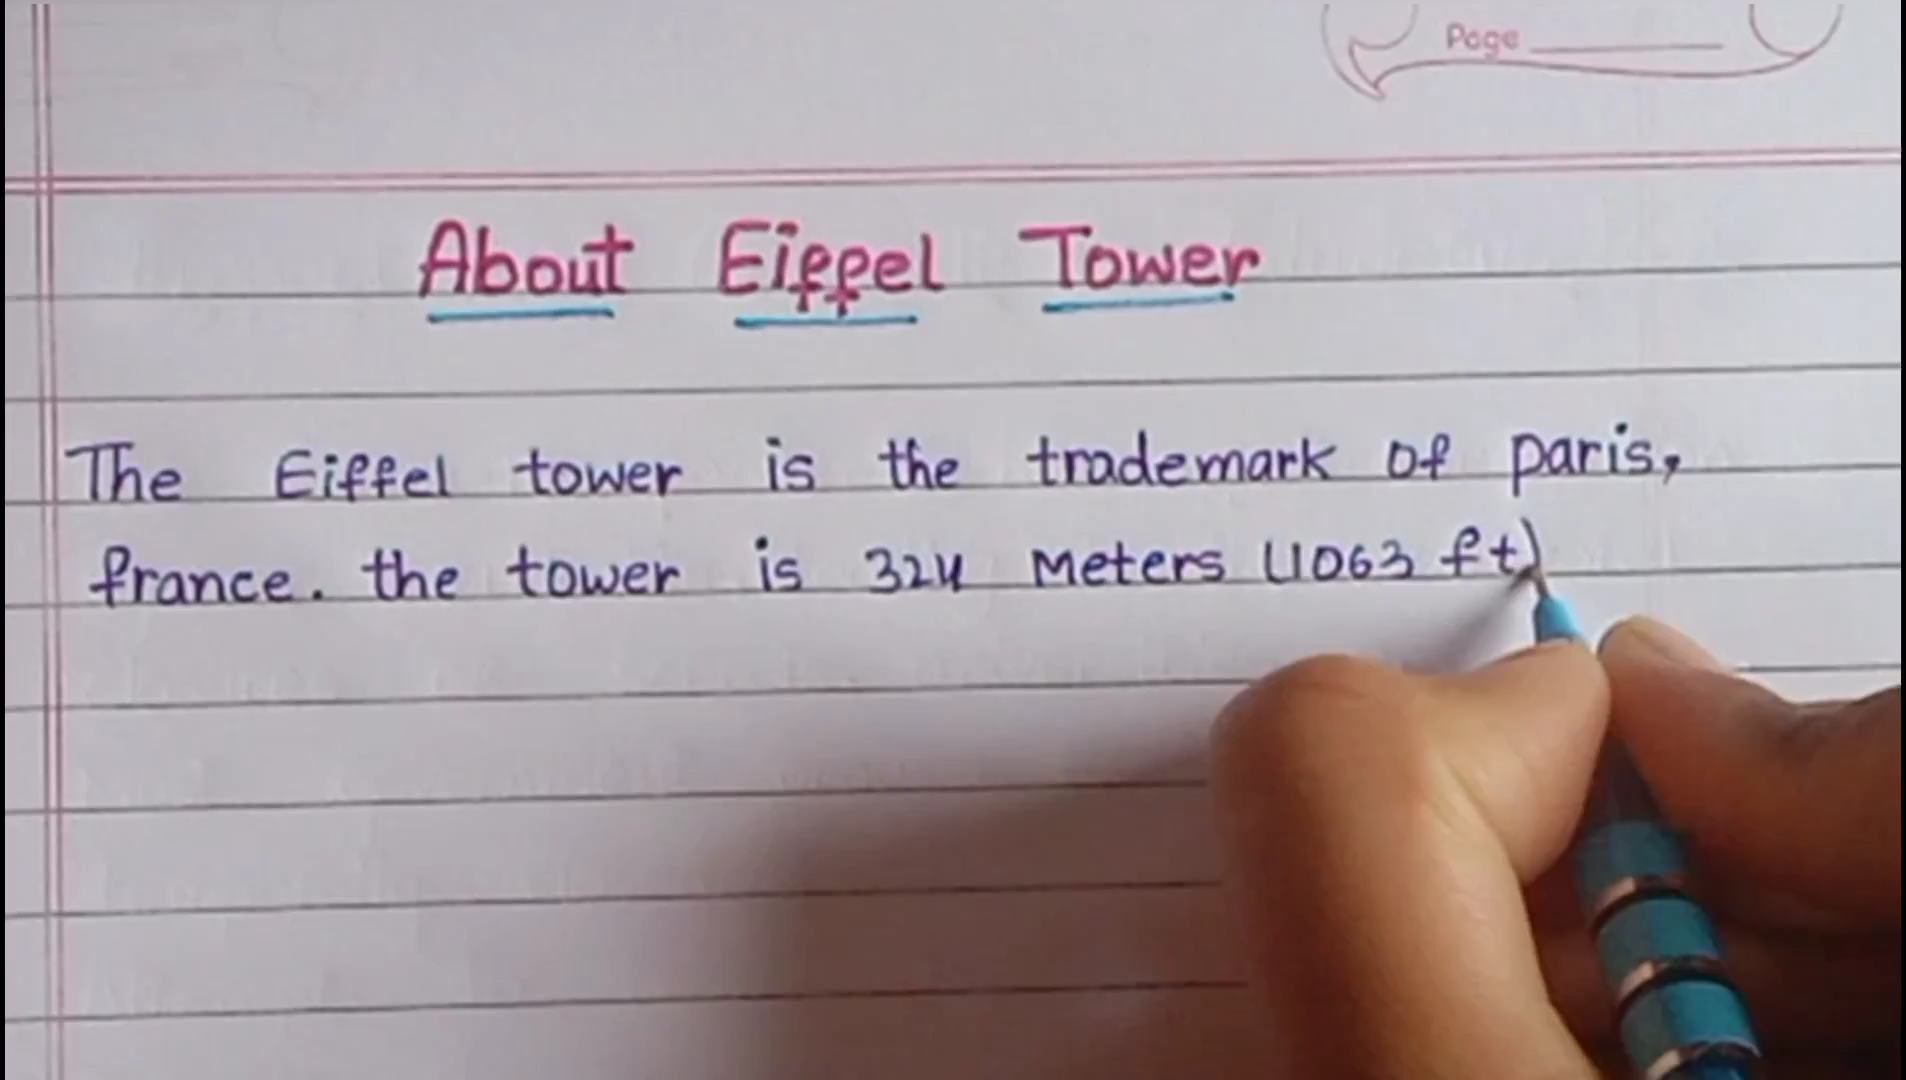 Page
About Eiffel Tower
The Eiffel tower is the trademark of paris,
france. the tower is 324 Meters (1063 ft)